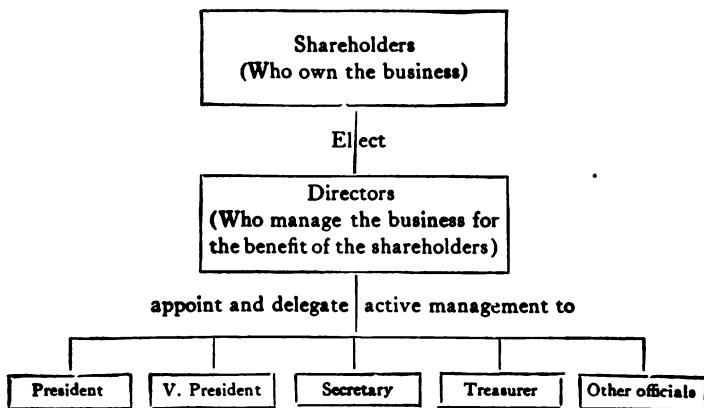 Shareholders
(Who own the business)
Elect
Directors
(Who manage the business for
the benefit of the shareholders)
appoint and delegate active management to
President
V. President
Secretary
Treasurer
Other officials